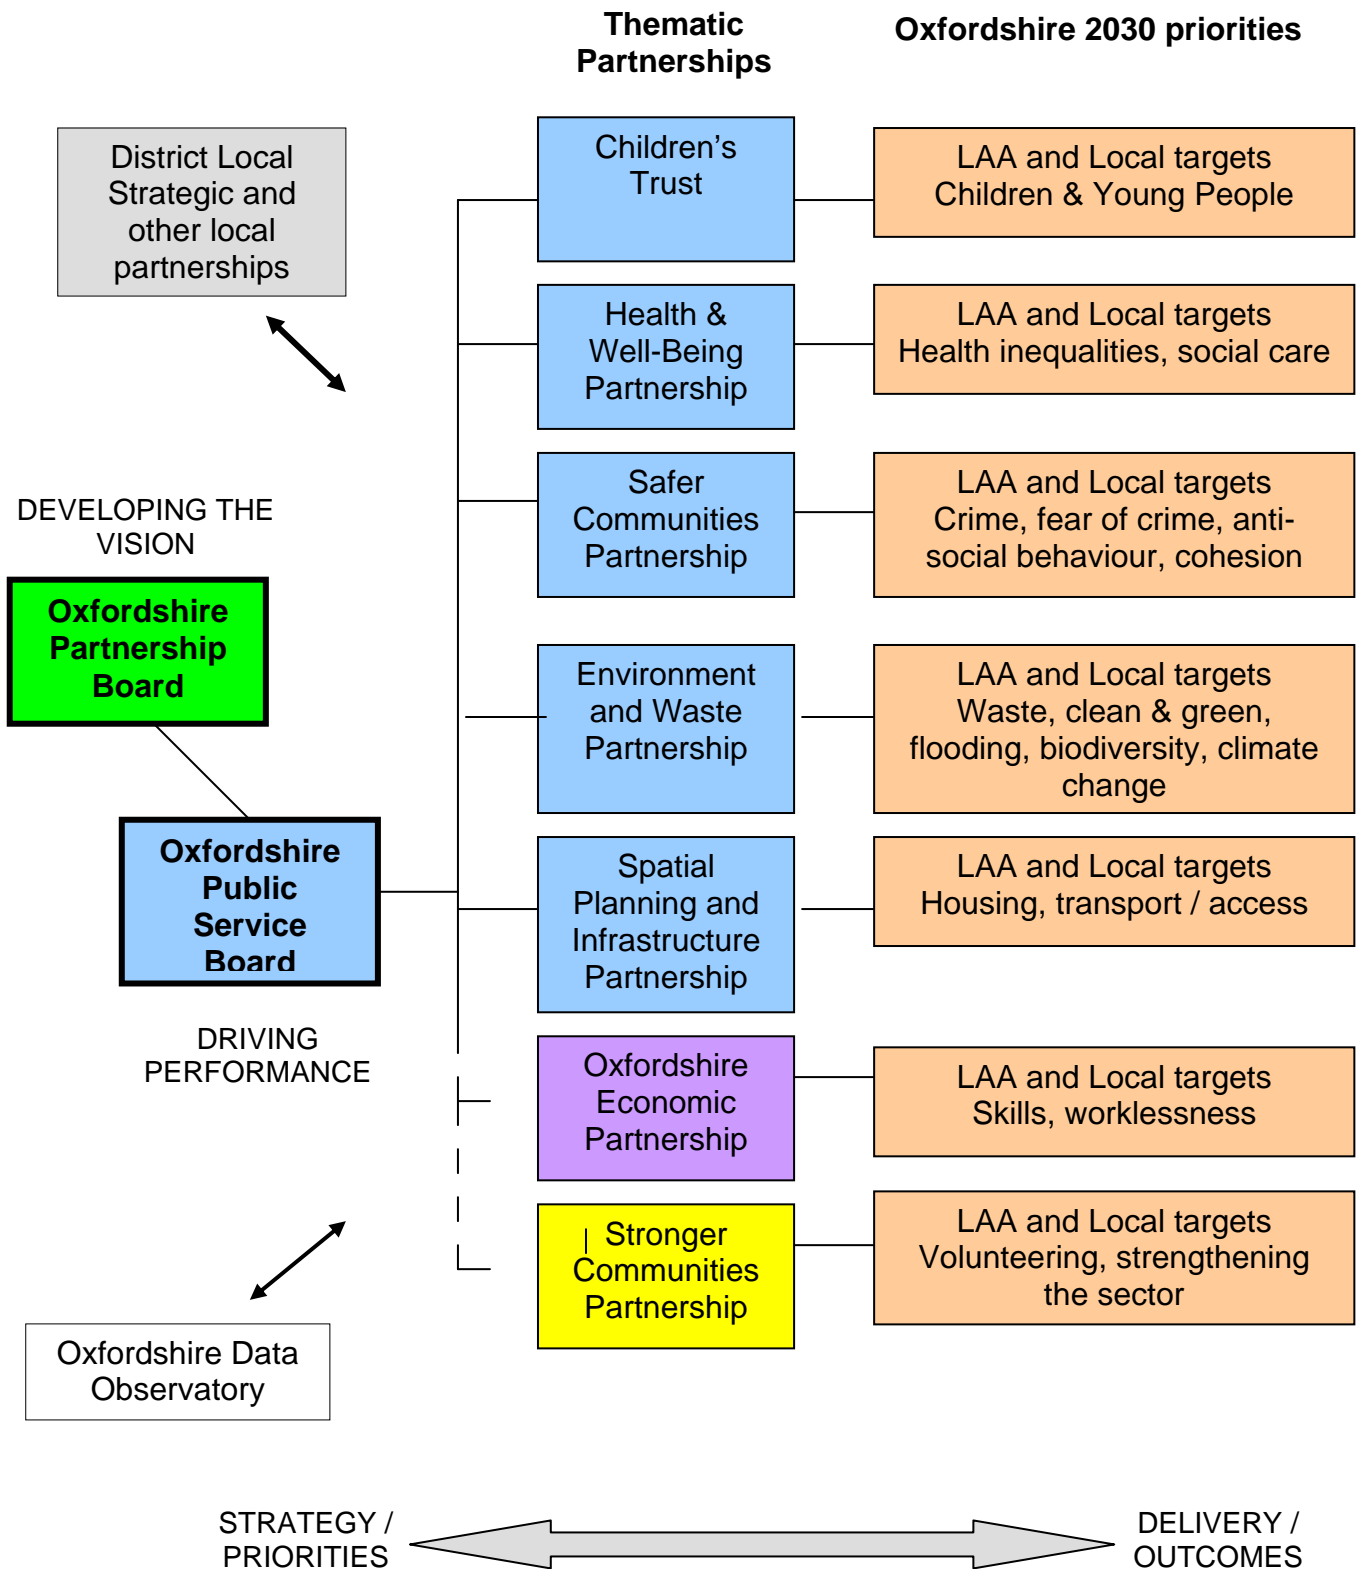 Thematic
Partnerships
Oxfordshire 2030 priorities
District Local
Strategic and
other local
partnerships
Children’s
Trust
LAA and Local targets
Children & Young People
Health &
Well-Being
Partnership
LAA and Local targets
Health inequalities, social care
Safer
Communities
Partnership
LAA and Local targets
Crime, fear of crime, anti-
social behaviour, cohesion
DEVELOPING THE
VISION
Oxfordshire
Partnership
Board
Environment
and Waste
Partnership
LAA and Local targets
Waste, clean & green,
flooding, biodiversity, climate
change
Oxfordshire
Public
Service
Board
Spatial
Planning and
Infrastructure
Partnership
LAA and Local targets
Housing, transport / access
DRIVING
PERFORMANCE
Oxfordshire
Economic
Partnership
LAA and Local targets
Skills, worklessness
Stronger
Communities
Partnership
LAA and Local targets
Volunteering, strengthening
the sector
Oxfordshire Data
Observatory
STRATEGY /
PRIORITIES
DELIVERY /
OUTCOMES